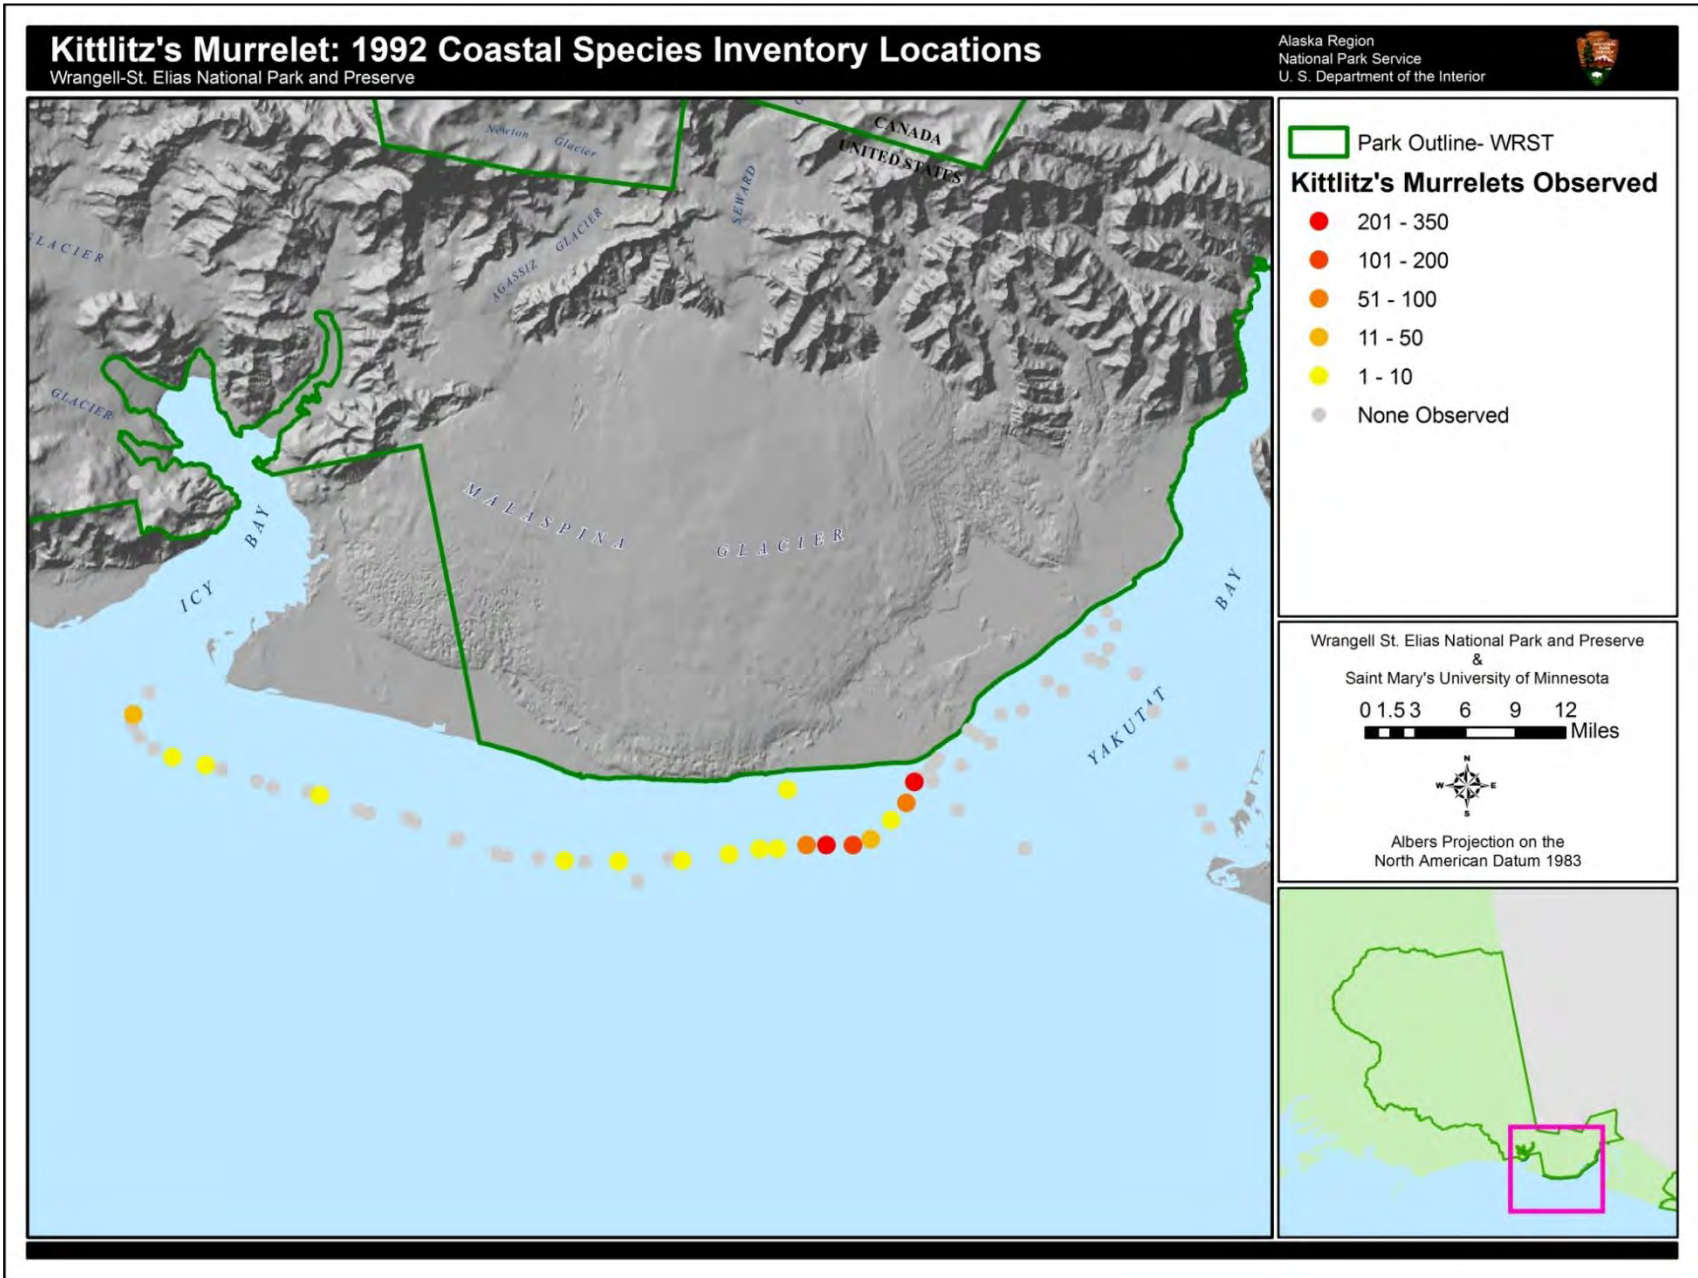 Kittlitz's Murrelet: 1992 Coastal Species Inventory Locations
Wrangell-St. Elias National Park and Preserve
Alaska Region
National Park Service
U. S. Department of the Interior
Newton Glacier
CANADA
UNITED STATES
SEWARD
AGASSIZ GLACIER
GLACIER
GLACIER
MALASPINA GLACIER
ICY BAY
YAKUTAT BAY
Park Outline- WRST
Kittlitz's Murrelets Observed
201 - 350
101 - 200
51 - 100
11 - 50
1 - 10
None Observed
Wrangell St. Elias National Park and Preserve
&
Saint Mary's University of Minnesota
0 1.5 3 6 9 12
Miles
N
W E
S
Albers Projection on the
North American Datum 1983